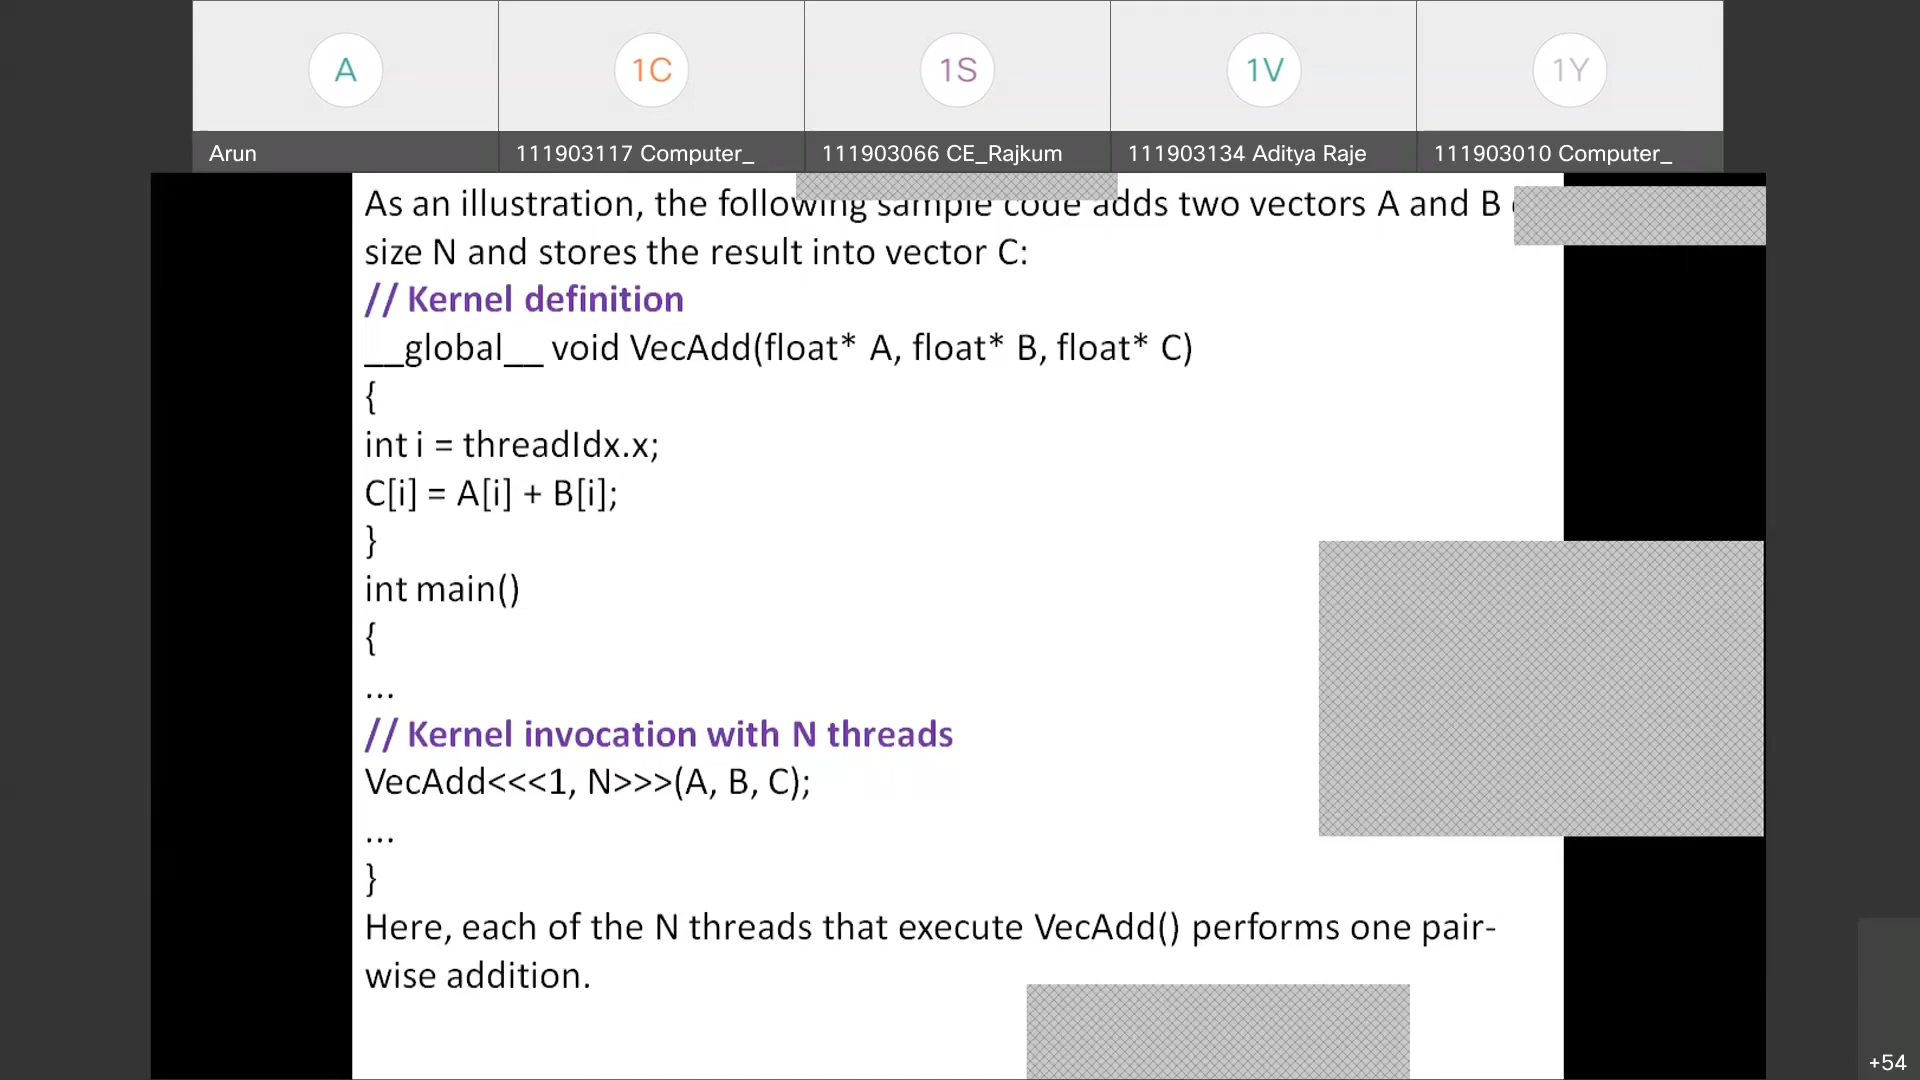 A
1C
1S
1V
1Y
Arun
111903117 Computer_
111903066 CE_Rajkum
111903134 Aditya Raje
111903010 Computer_
As an illustration, the following sample code adds two vectors A and B
size N and stores the result into vector C:
// Kernel definition
__global__ void VecAdd(float* A, float* B, float* C)
{
int i = threadIdx.x;
C[i] = A[i] + B[i];
}
int main()
{
...
// Kernel invocation with N threads
VecAdd<<<1, N>>>(A, B, C);
...
}
Here, each of the N threads that execute VecAdd() performs one pair-
wise addition.
+54